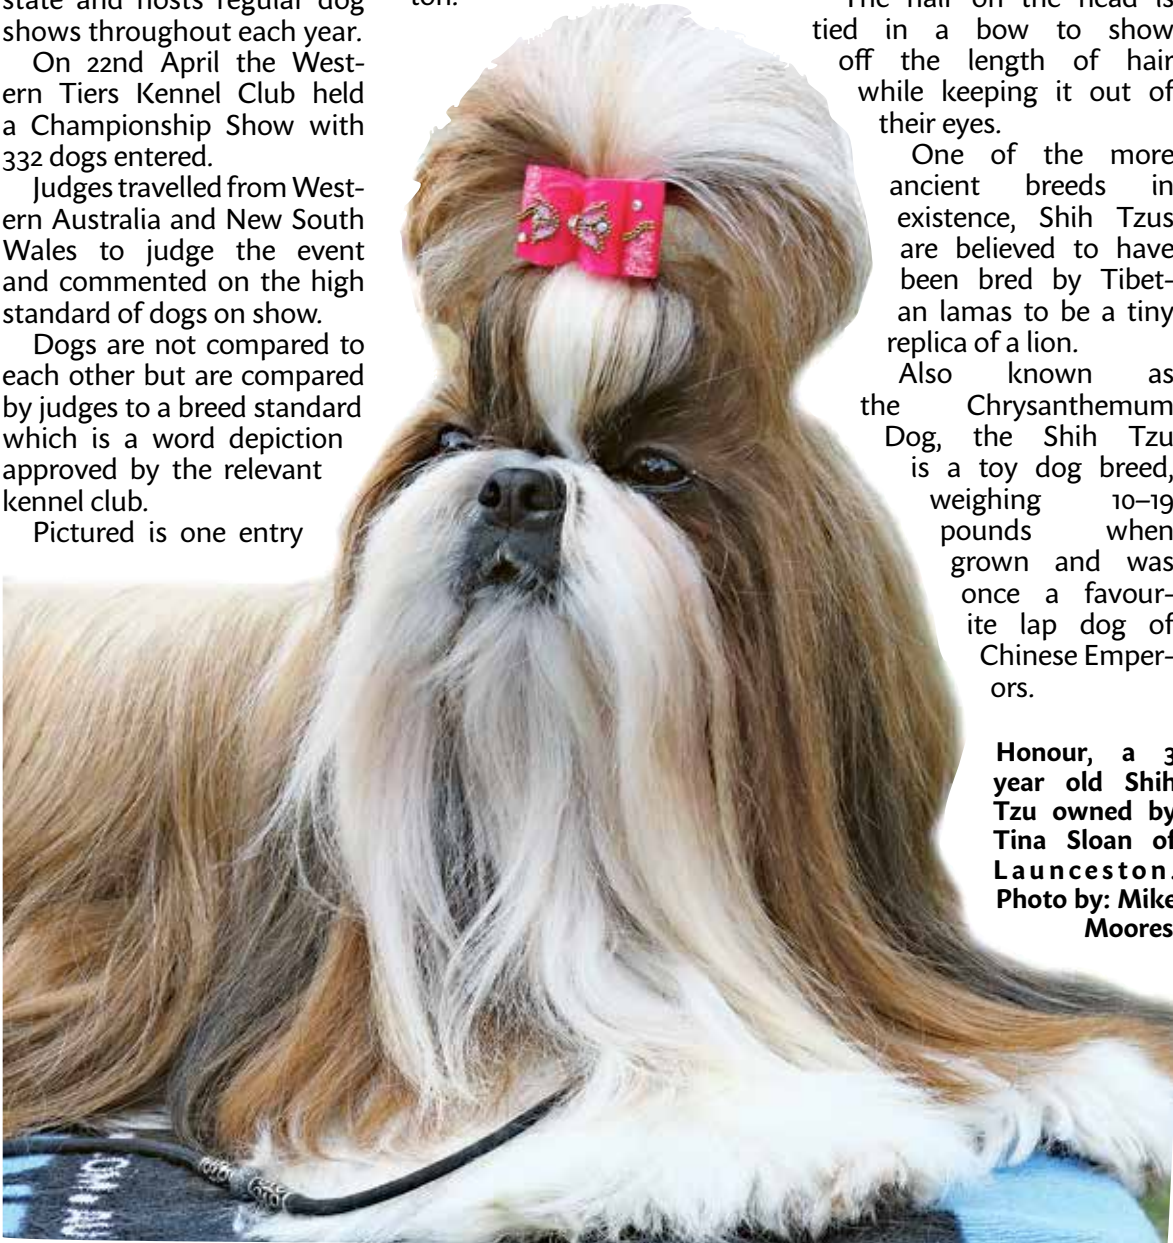 state and hosts regular dog
shows throughout each year.
On 22nd April the West-
ern Tiers Kennel Club held
a Championship Show with
332 dogs entered.
Judges travelled from West-
ern Australia and New South
Wales to judge the event
and commented on the high
standard of dogs on show.
Dogs are not compared to
each other but are compared
by judges to a breed standard
which is a word depiction
approved by the relevant
kennel club.
Pictured is one entry
ton.
The hair on the head is
tied in a bow to show
off the length of hair
while keeping it out of
their eyes.
One of the more
ancient breeds in
existence, Shih Tzus
are believed to have
been bred by Tibet-
an lamas to be a tiny
replica of a lion.
Also known as
the Chrysanthemum
Dog, the Shih Tzu
is a toy dog breed,
weighing 10–19
pounds when
grown and was
once a favour-
ite lap dog of
Chinese Emper-
ors.
Honour, a 3
year old Shih
Tzu owned by
Tina Sloan of
Launceston.
Photo by: Mike
Moores